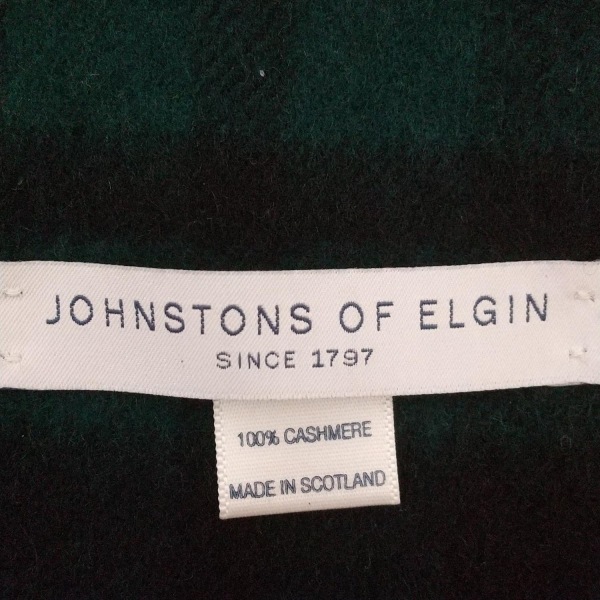 JOHNSTONS OF ELGIN
SINCE 1797
100% CASHMERE
MADE IN SCOTLAND